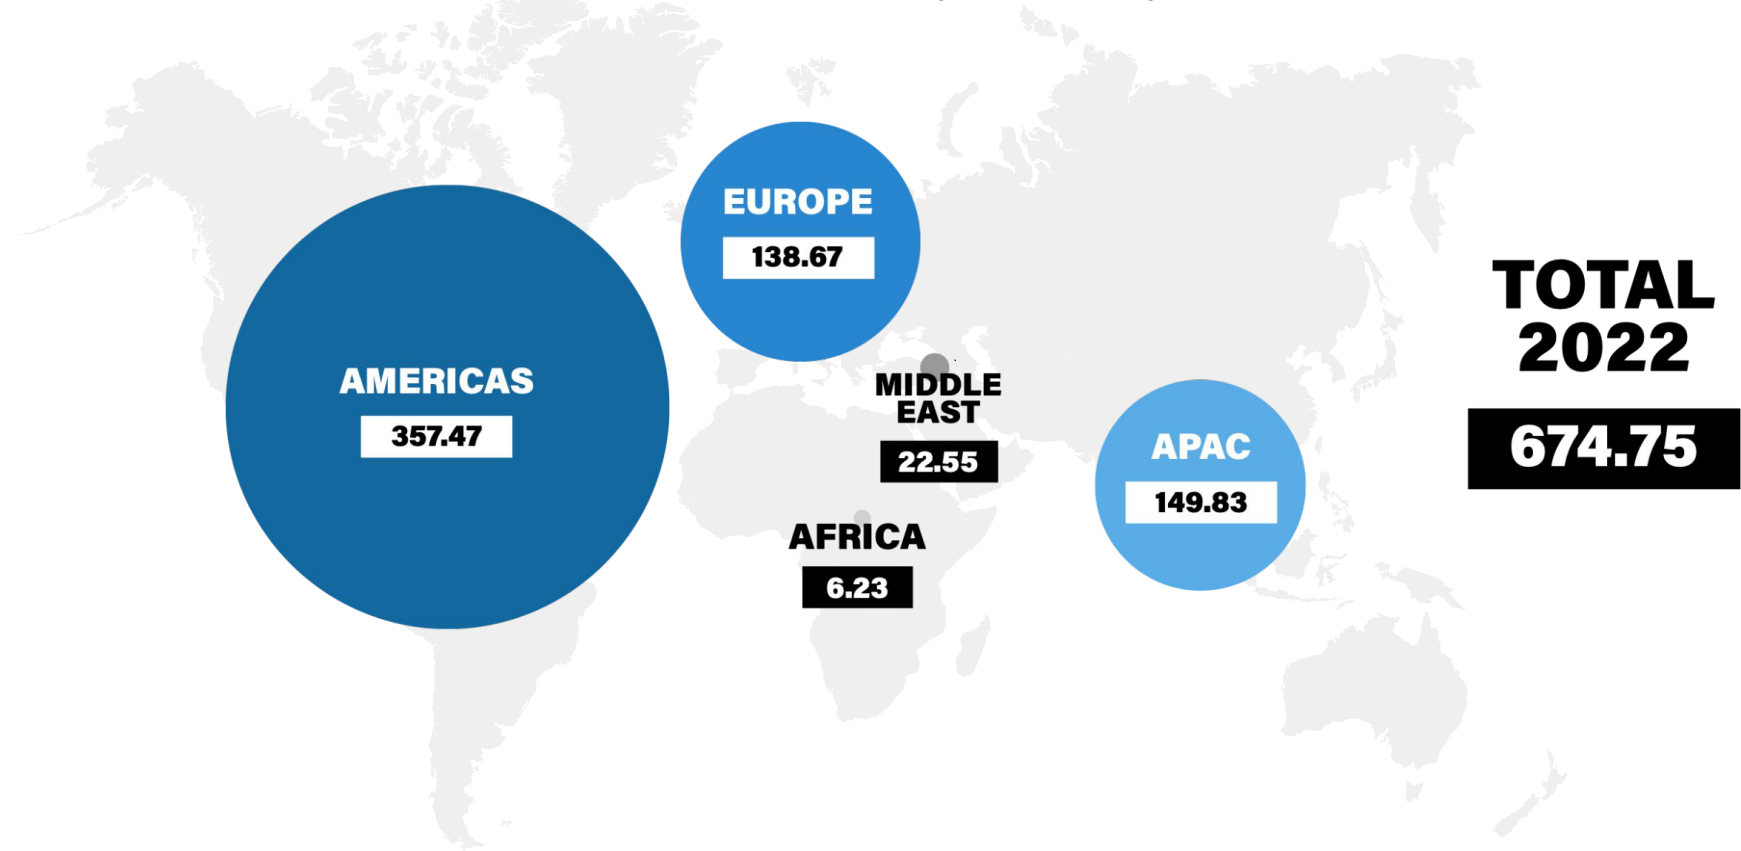 EUROPE
138.67
AMERICAS
357.47
MIDDLE
EAST
22.55
AFRICA
6.23
APAC
149.83
TOTAL
2022
674.75